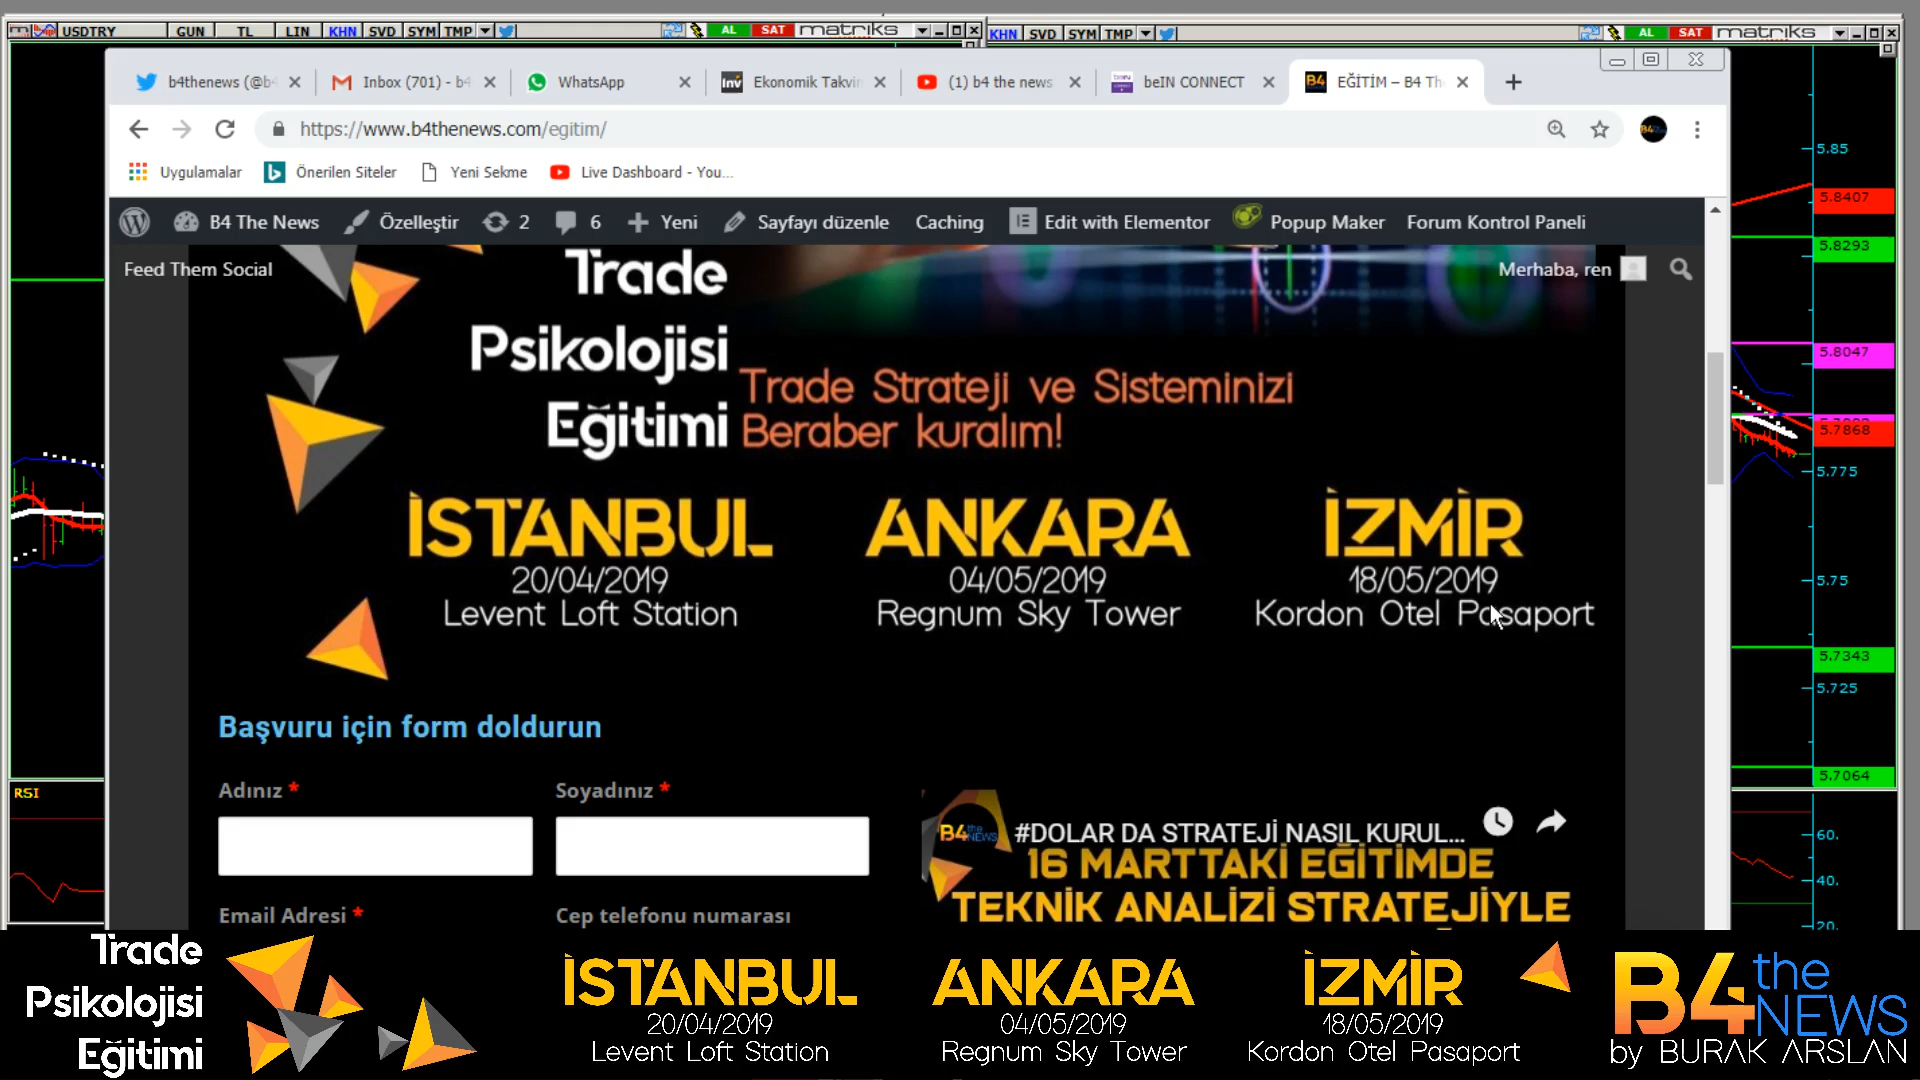 USDTRY GUN TL LIN KHN SVD SYM TMP AL SAT matriks
KHN SVD SYM TMP AL SAT matriks
b4thenews (@b4
Inbox (701) - b4
WhatsApp
Ekonomik Takvim
(1) b4 the news
beIN CONNECT
EĞİTİM – B4 Th
https://www.b4thenews.com/egitim/
Uygulamalar
Önerilen Siteler
Yeni Sekme
Live Dashboard - You...
B4 The News
Özelleştir
2
6
Yeni
Sayfayı düzenle
Caching
Edit with Elementor
Popup Maker
Forum Kontrol Paneli
Feed Them Social
Merhaba, ren
Trade
Psikolojisi
Eğitimi
Trade Strateji ve Sisteminizi
Beraber kuralım!
İSTANBUL
20/04/2019
Levent Loft Station
ANKARA
04/05/2019
Regnum Sky Tower
İZMİR
18/05/2019
Kordon Otel Pasaport
Başvuru için form doldurun
Adınız *
Soyadınız *
Email Adresi *
Cep telefonu numarası
B4 the NEWS
#DOLAR DA STRATEJİ NASIL KURUL...
16 MARTTAKİ EĞİTİMDE
TEKNİK ANALİZİ STRATEJİYLE
5.85
5.8407
5.8293
5.8047
5.7868
5.775
5.75
5.7343
5.725
5.7064
60.
40.
20.
RSI
Trade
Psikolojisi
Eğitimi
İSTANBUL
20/04/2019
Levent Loft Station
ANKARA
04/05/2019
Regnum Sky Tower
İZMİR
18/05/2019
Kordon Otel Pasaport
B4 the NEWS
by BURAK ARSLAN